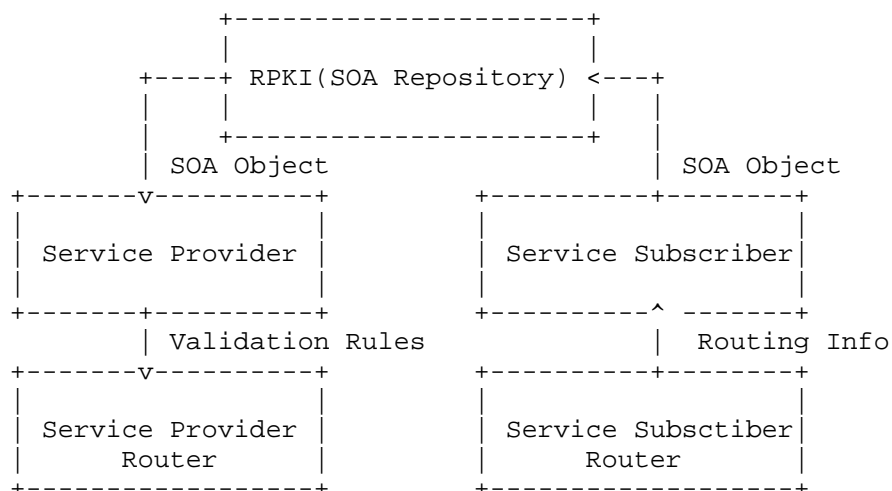 RPKI(SOA Repository)
SOA Object SOA Object
Service Provider Service Subscriber
Validation Rules Routing Info
Service Provider Service Subsctiber
Router Router